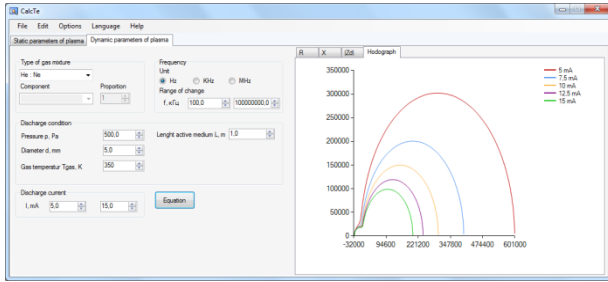 CalcTe
File Edit Options Language Help
Static parameters of plasma Dynamic parameters of plasma
Type of gas mixture
He : Ne
Component Proportion
1
Frequency
Unit
Hz KHz MHz
Range of change
f, кГц 100,0 100000000,0
Discharge condition
Pressure p, Pa 500,0
Diameter d, mm 5,0
Gas temperatur Tgas, K 350
Lenght active medium L, m 1,0
Discharge current
I, mA 5,0 15,0
Equation
R X |Zd| Hodograph
350000
300000
250000
200000
150000
100000
50000
0
-32000 94600 221200 347800 474400 601000
5 mA
7,5 mA
10 mA
12,5 mA
15 mA